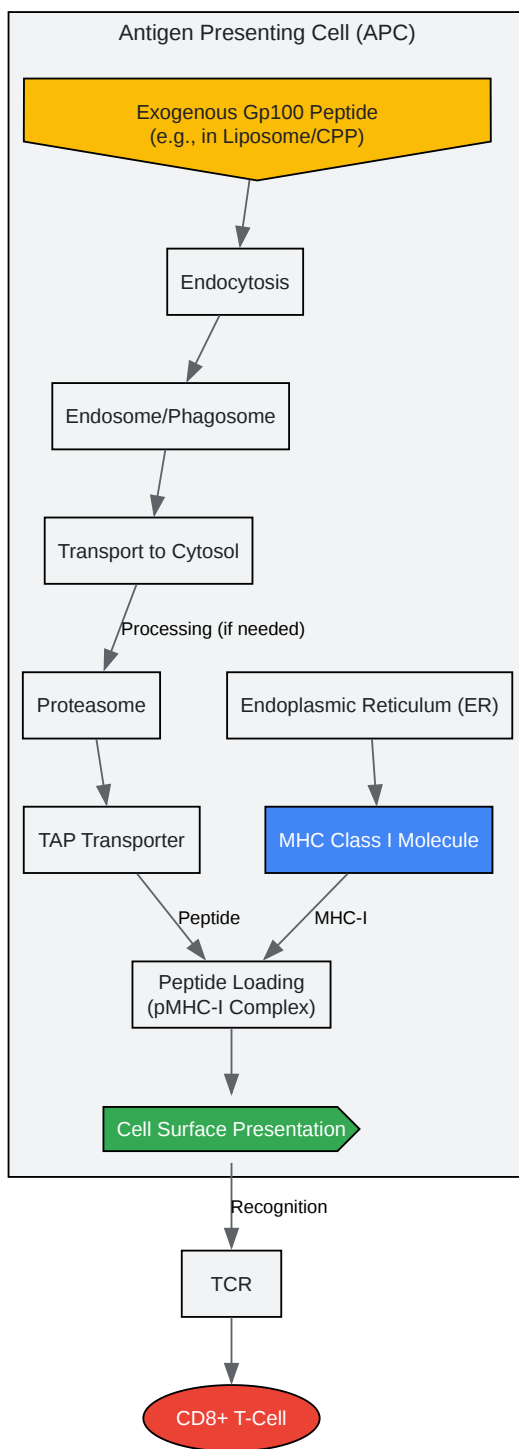 Antigen Presenting Cell (APC)
Exogenous Gp100 Peptide
(e.g., in Liposome/CPP)
Endocytosis
Endosome/Phagosome
Transport to Cytosol
Processing (if needed)
Proteasome
Endoplasmic Reticulum (ER)
TAP Transporter
MHC Class I Molecule
Peptide
MHC-I
Peptide Loading
(pMHC-I Complex)
Cell Surface Presentation
Recognition
TCR
CD8+ T-Cell